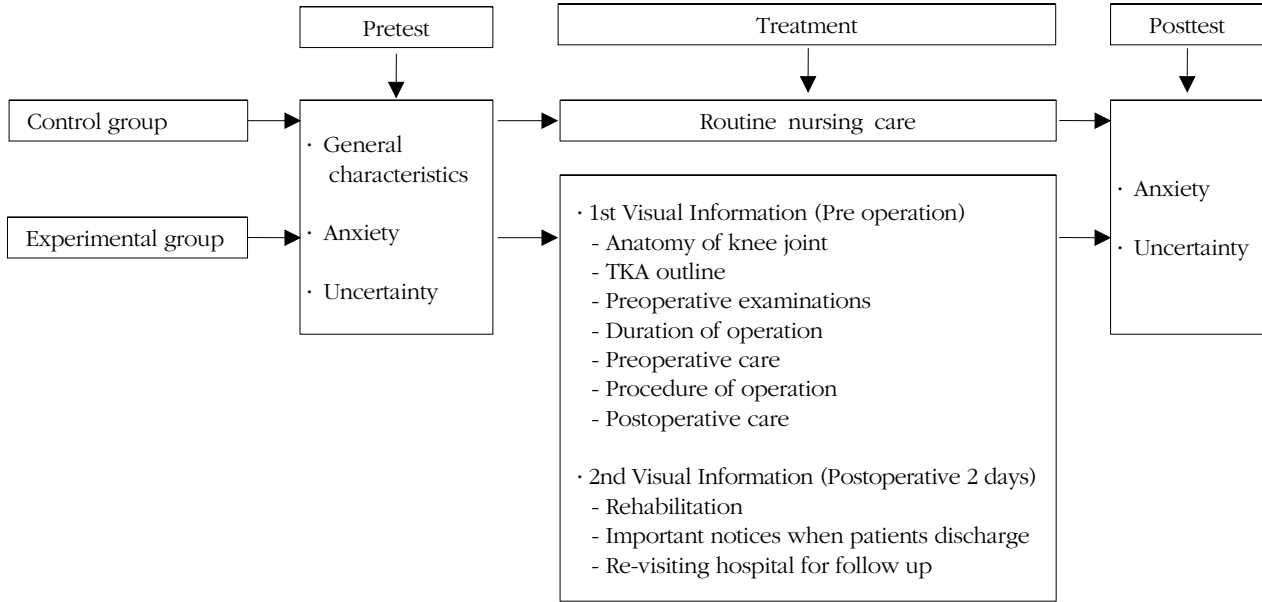 Pretest
Treatment
Posttest
Control group
Experimental group
· General
characteristics
· Anxiety
· Uncertainty
Routine nursing care
· 1st Visual Information (Pre operation)
- Anatomy of knee joint
- TKA outline
- Preoperative examinations
- Duration of operation
- Preoperative care
- Procedure of operation
- Postoperative care
· 2nd Visual Information (Postoperative 2 days)
- Rehabilitation
- Important notices when patients discharge
- Re-visiting hospital for follow up
· Anxiety
· Uncertainty